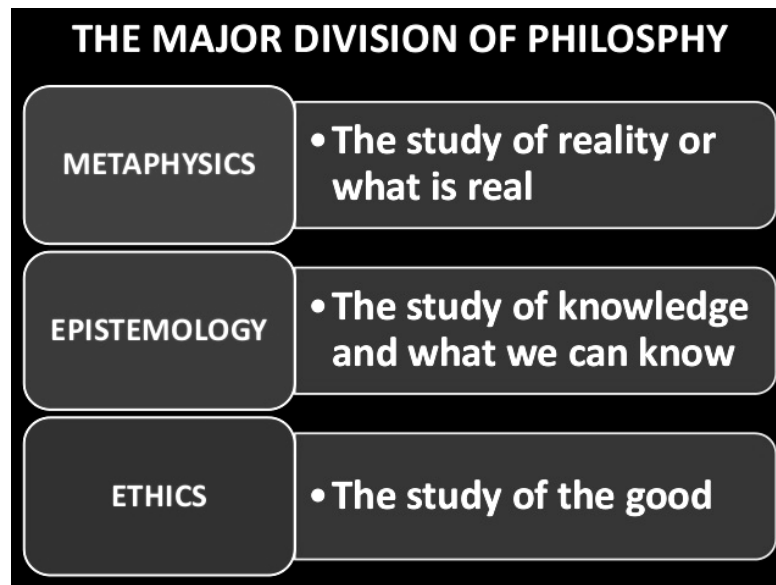 THE MAJOR DIVISION OF PHILOSPHY
METAPHYSICS
•The study of reality or
what is real
EPISTEMOLOGY
•The study of knowledge
and what we can know
ETHICS
•The study of the good